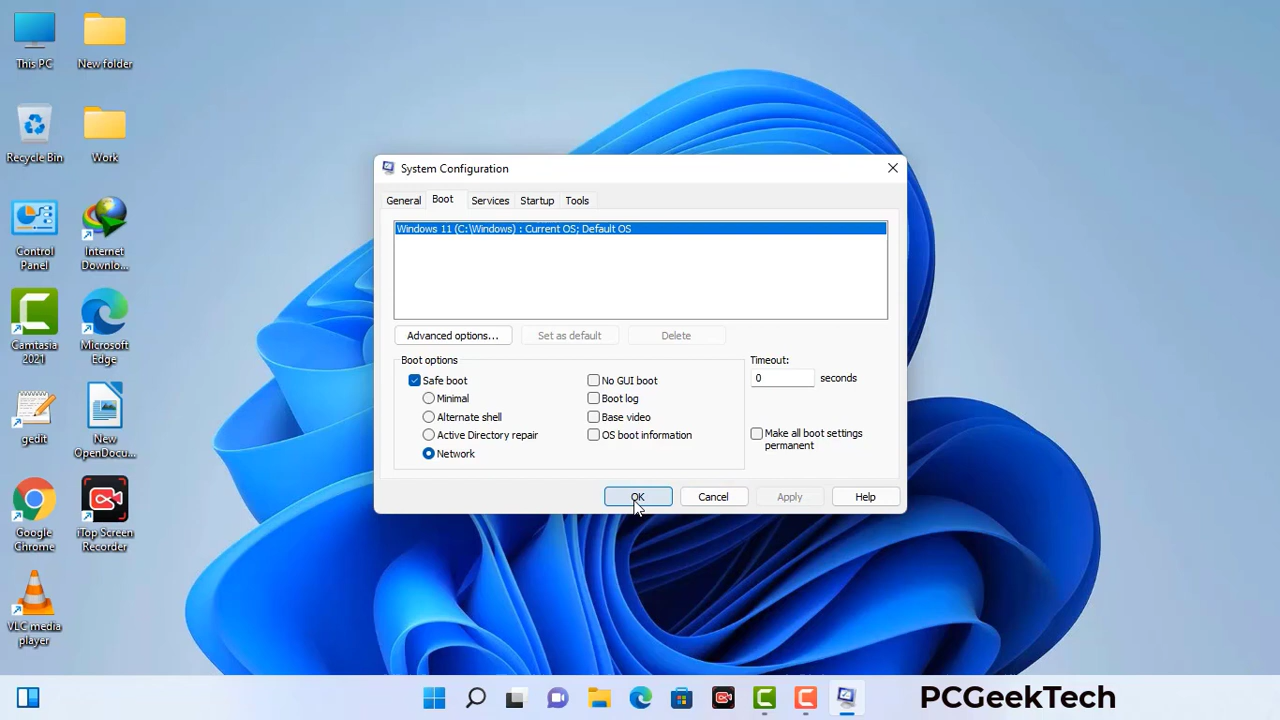 This PC
New folder
Recycle Bin
Work
Control
Panel
Internet
Downlo...
Camtasia
2021
Microsoft
Edge
gedit
New
OpenDocu...
Google
Chrome
iTop Screen
Recorder
VLC media
player
System Configuration
General
Boot
Services
Startup
Tools
Windows 11 (C:\Windows) : Current OS; Default OS
Advanced options...
Set as default
Delete
Boot options
Safe boot
Minimal
Alternate shell
Active Directory repair
Network
No GUI boot
Boot log
Base video
OS boot information
Timeout:
0 seconds
Make all boot settings
permanent
OK
Cancel
Apply
Help
PCGeekTech